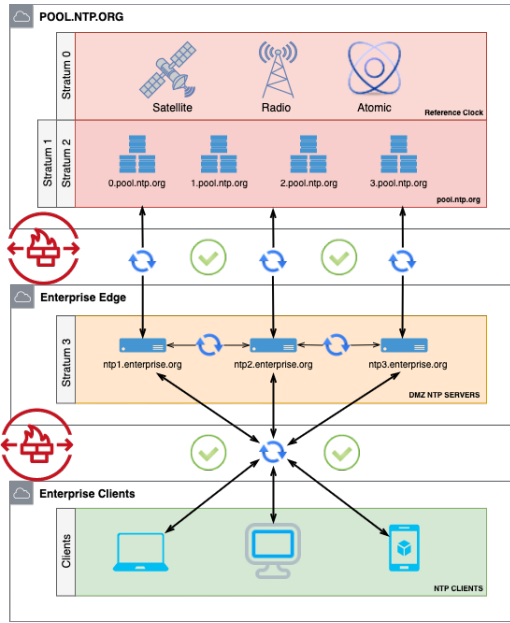 POOL.NTP.ORG
Stratum 0
Satellite
Radio
Atomic
Reference Clock
Stratum 1
Stratum 2
0.pool.ntp.org
1.pool.ntp.org
2.pool.ntp.org
3.pool.ntp.org
pool.ntp.org
Enterprise Edge
Stratum 3
ntp1.enterprise.org
ntp2.enterprise.org
ntp3.enterprise.org
DMZ NTP SERVERS
Enterprise Clients
Clients
NTP CLIENTS